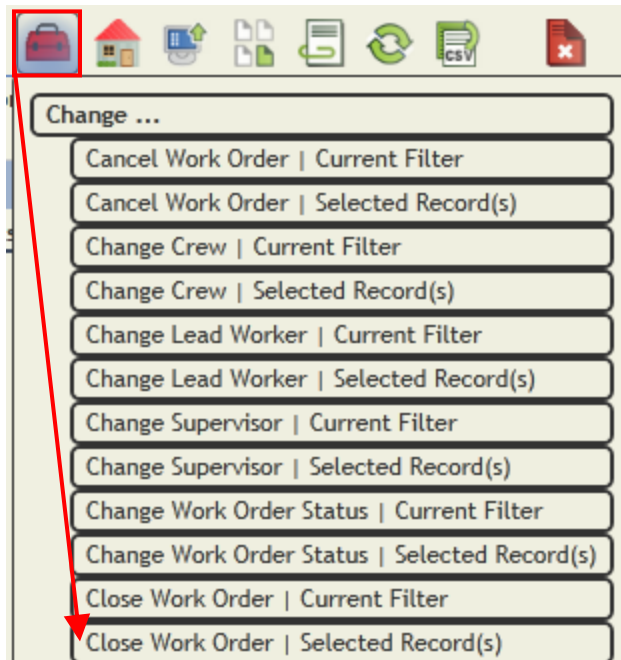 CSV
Change ...
Cancel Work Order | Current Filter
Cancel Work Order | Selected Record(s)
Change Crew | Current Filter
Change Crew | Selected Record(s)
Change Lead Worker | Current Filter
Change Lead Worker | Selected Record(s)
Change Supervisor | Current Filter
Change Supervisor | Selected Record(s)
Change Work Order Status | Current Filter
Change Work Order Status | Selected Record(s)
Close Work Order | Current Filter
Close Work Order | Selected Record(s)